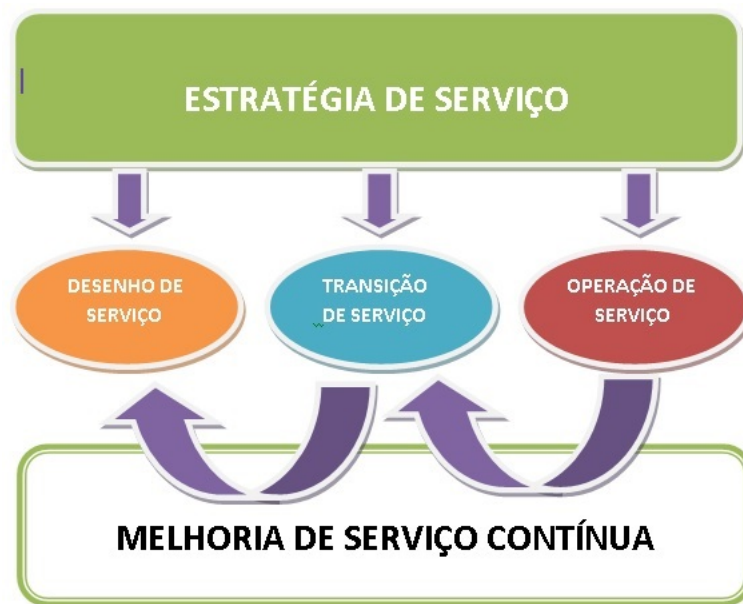 ESTRATÉGIA DE SERVIÇO
DESENHO DE
SERVIÇO
TRANSIÇÃO
DE SERVIÇO
OPERAÇÃO DE
SERVIÇO
MELHORIA DE SERVIÇO CONTÍNUA